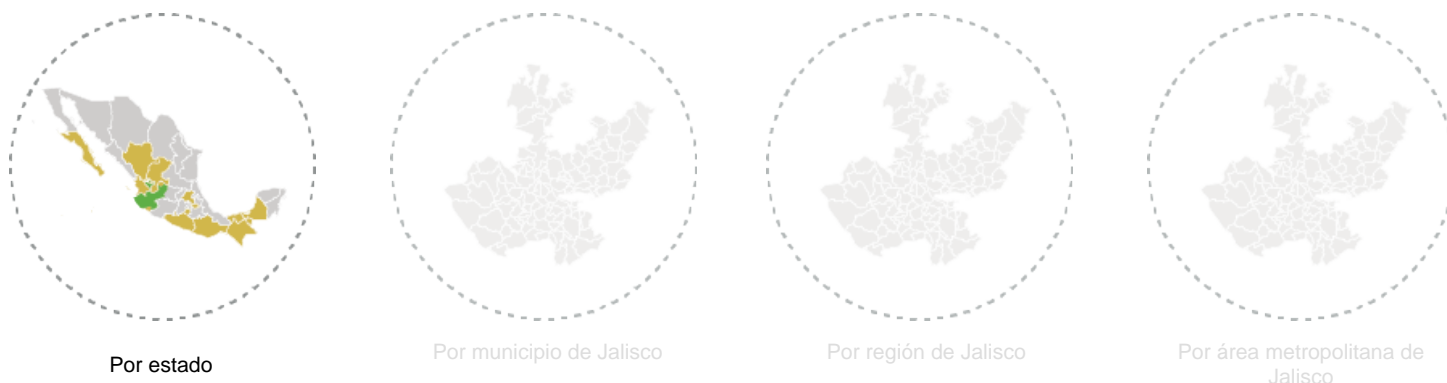 Por estado
Por municipio de Jalisco
Por región de Jalisco
Por área metropolitana de
Jalisco